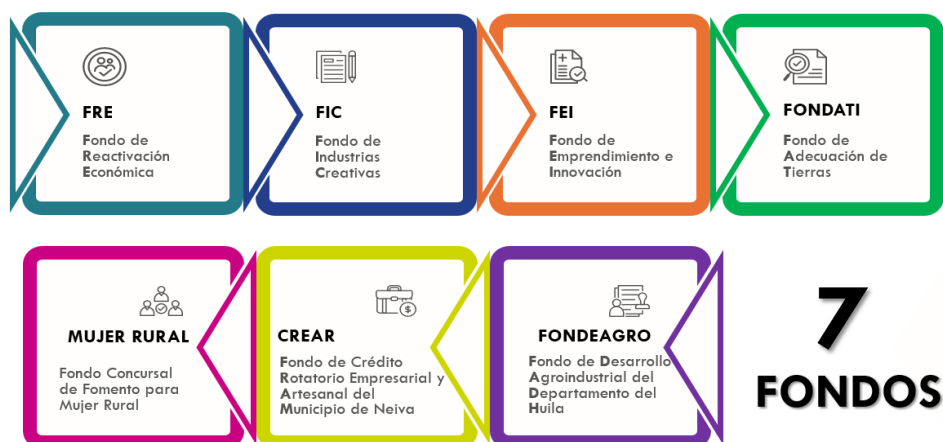 FRE
Fondo de
Reactivación
Económica
FIC
Fondo de
Industrias
Creativas
FEI
Fondo de
Emprendimiento e
Innovación
FONDATI
Fondo de
Adecuación de
Tierras
MUJER RURAL
Fondo Concursal
de Fomento para
Mujer Rural
CREAR
Fondo de Crédito
Rotatorio Empresarial y
Artesanal del
Municipio de Neiva
FONDEAGRO
Fondo de Desarrollo
Agroindustrial del
Departamento del
Huila
7
FONDOS